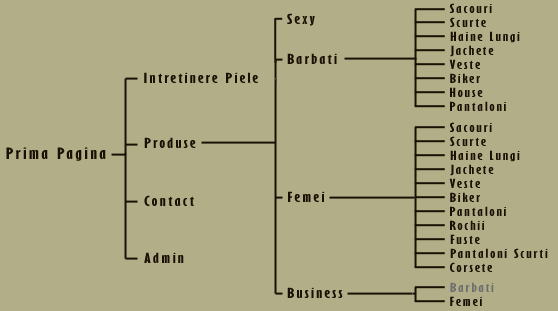 Prima Pagina
Intretinere Piele
Produse
Contact
Admin
Sexy
Barbati
Femei
Business
Sacouri
Scurte
Haine Lungi
Jachete
Veste
Biker
House
Pantaloni
Sacouri
Scurte
Haine Lungi
Jachete
Veste
Biker
Pantaloni
Rochii
Fuste
Pantaloni Scurti
Corsete
Barbati
Femei